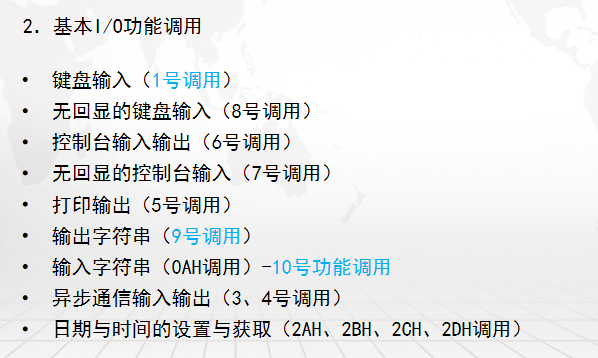 2. 基本I/O功能调用
• 键盘输入（1号调用）
• 无回显的键盘输入（8号调用）
• 控制台输入输出（6号调用）
• 无回显的控制台输入（7号调用）
• 打印输出（5号调用）
• 输出字符串（9号调用）
• 输入字符串（0AH调用）-10号功能调用
• 异步通信输入输出（3、4号调用）
• 日期与时间的设置与获取（2AH、2BH、2CH、2DH调用）